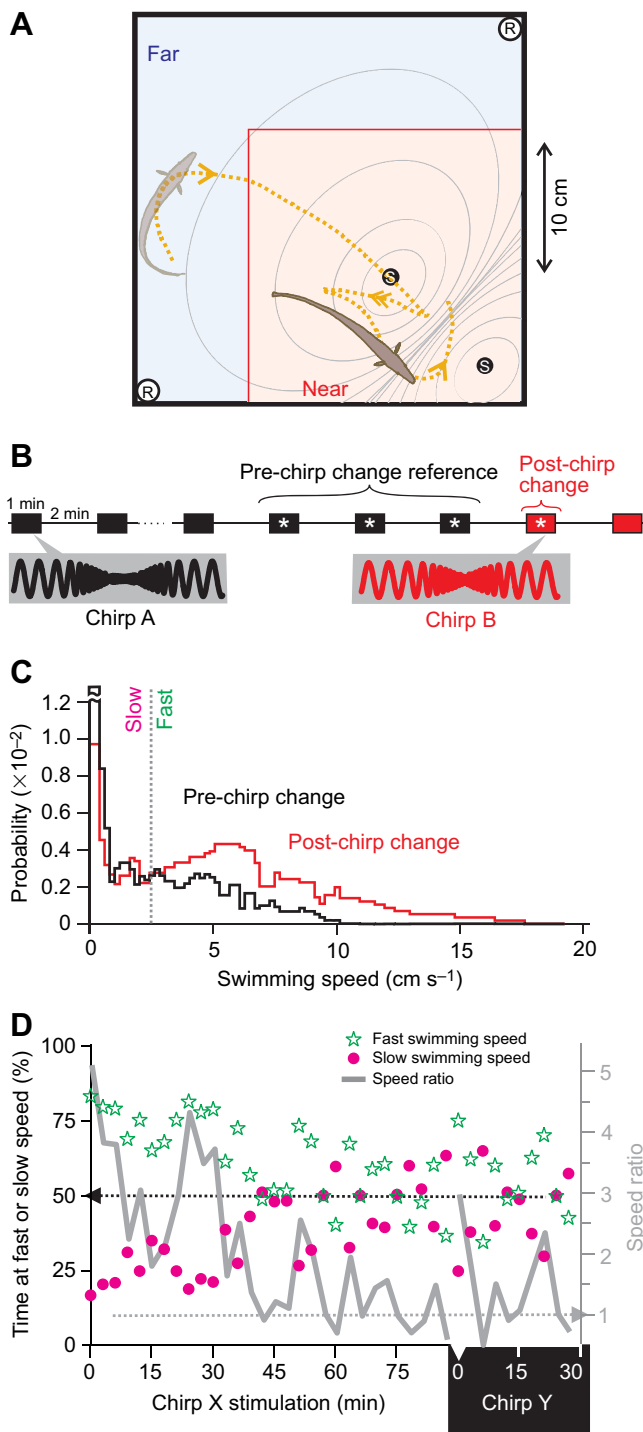 A
Far
R
10 cm
S
S
Near
R
B
Pre-chirp change reference
Post-chirp
change
1 min
2 min
* * * *
Chirp A
Chirp B
C
Slow
Fast
1.2
1.0
0.8
0.6
0.4
0.2
0
Probability (×10⁻²)
Pre-chirp change
Post-chirp change
0 5 10 15 20
Swimming speed (cm s⁻¹)
D
Fast swimming speed
Slow swimming speed
Speed ratio
100
75
50
25
0
Time at fast or slow speed (%)
5
4
3
2
1
Speed ratio
0 15 30 45 60 75 0 15 30
Chirp X stimulation (min)
Chirp Y